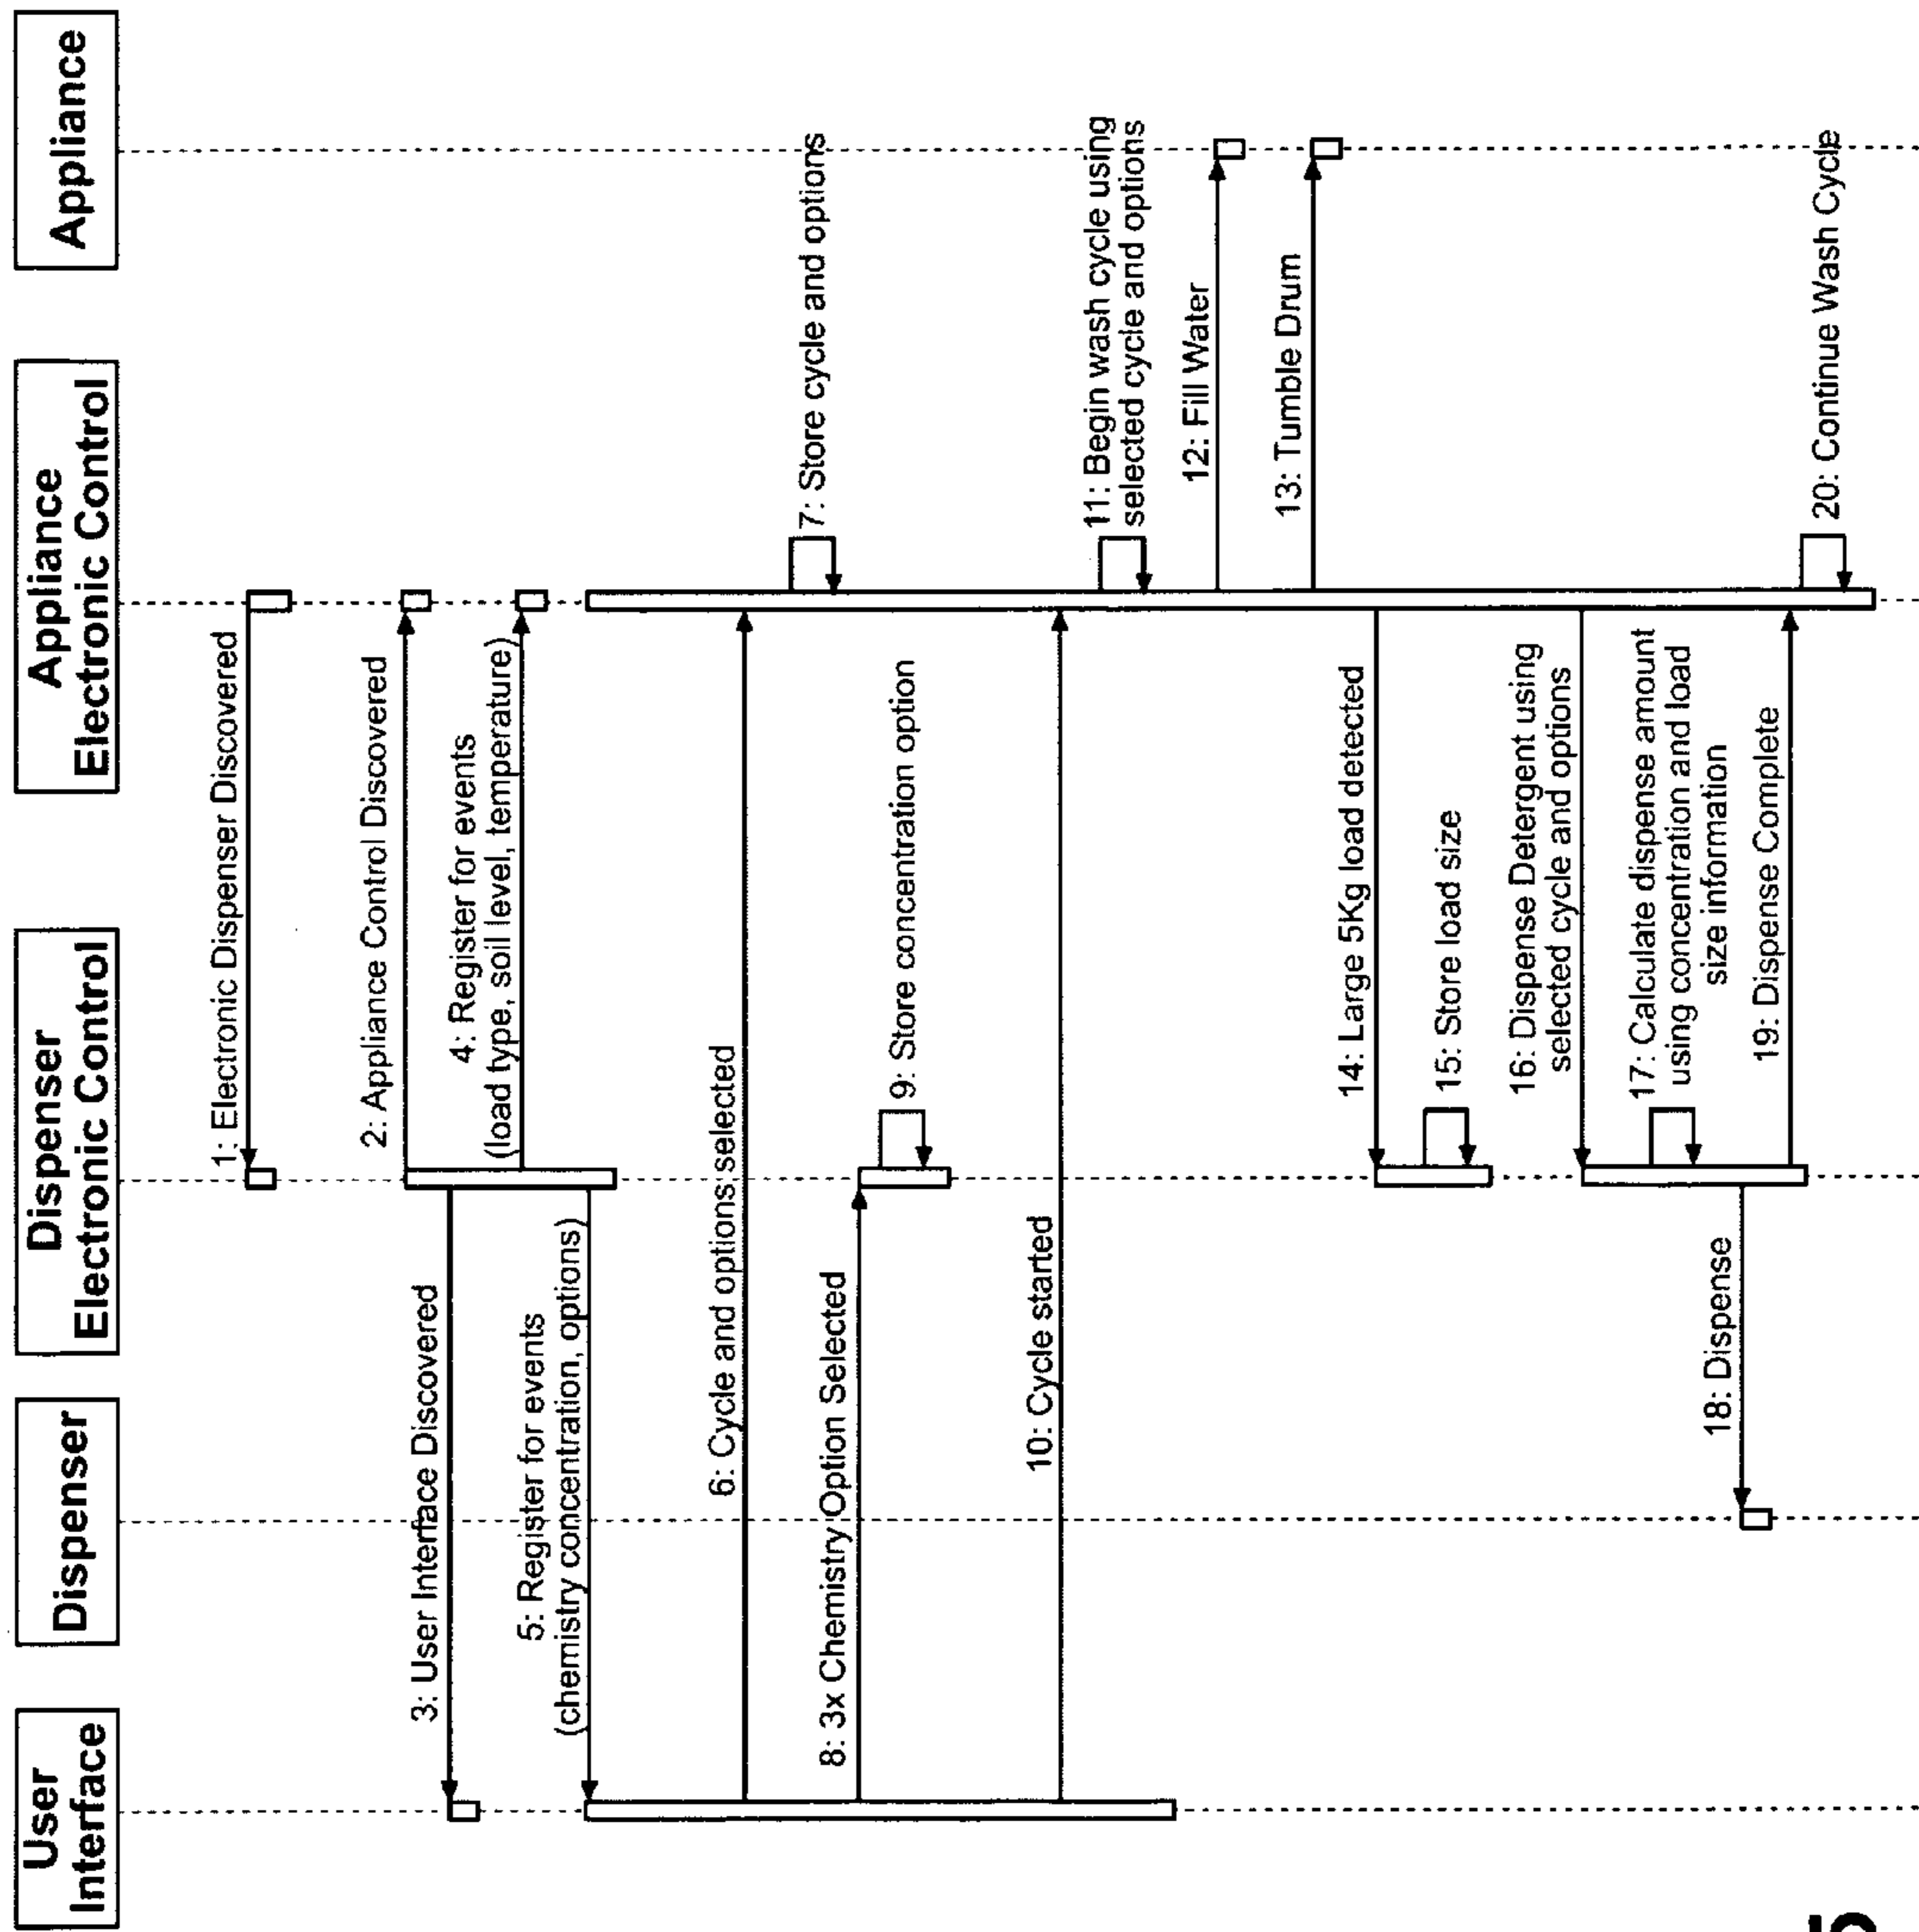 User
Interface
Dispenser
Dispenser
Electronic Control
Appliance
Electronic Control
Appliance
1: Electronic Dispenser Discovered
2: Appliance Control Discovered
3: User Interface Discovered
4: Register for events
(load type, soil level, temperature)
5: Register for events
(chemistry concentration, options)
6: Cycle and options selected
7: Store cycle and options
8: 3x Chemistry Option Selected
9: Store concentration option
10: Cycle started
11: Begin wash cycle using
selected cycle and options
12: Fill Water
13: Tumble Drum
14: Large 5Kg load detected
15: Store load size
16: Dispense Detergent using
selected cycle and options
17: Calculate dispense amount
using concentration and load
size information
18: Dispense
19: Dispense Complete
20: Continue Wash Cycle
5